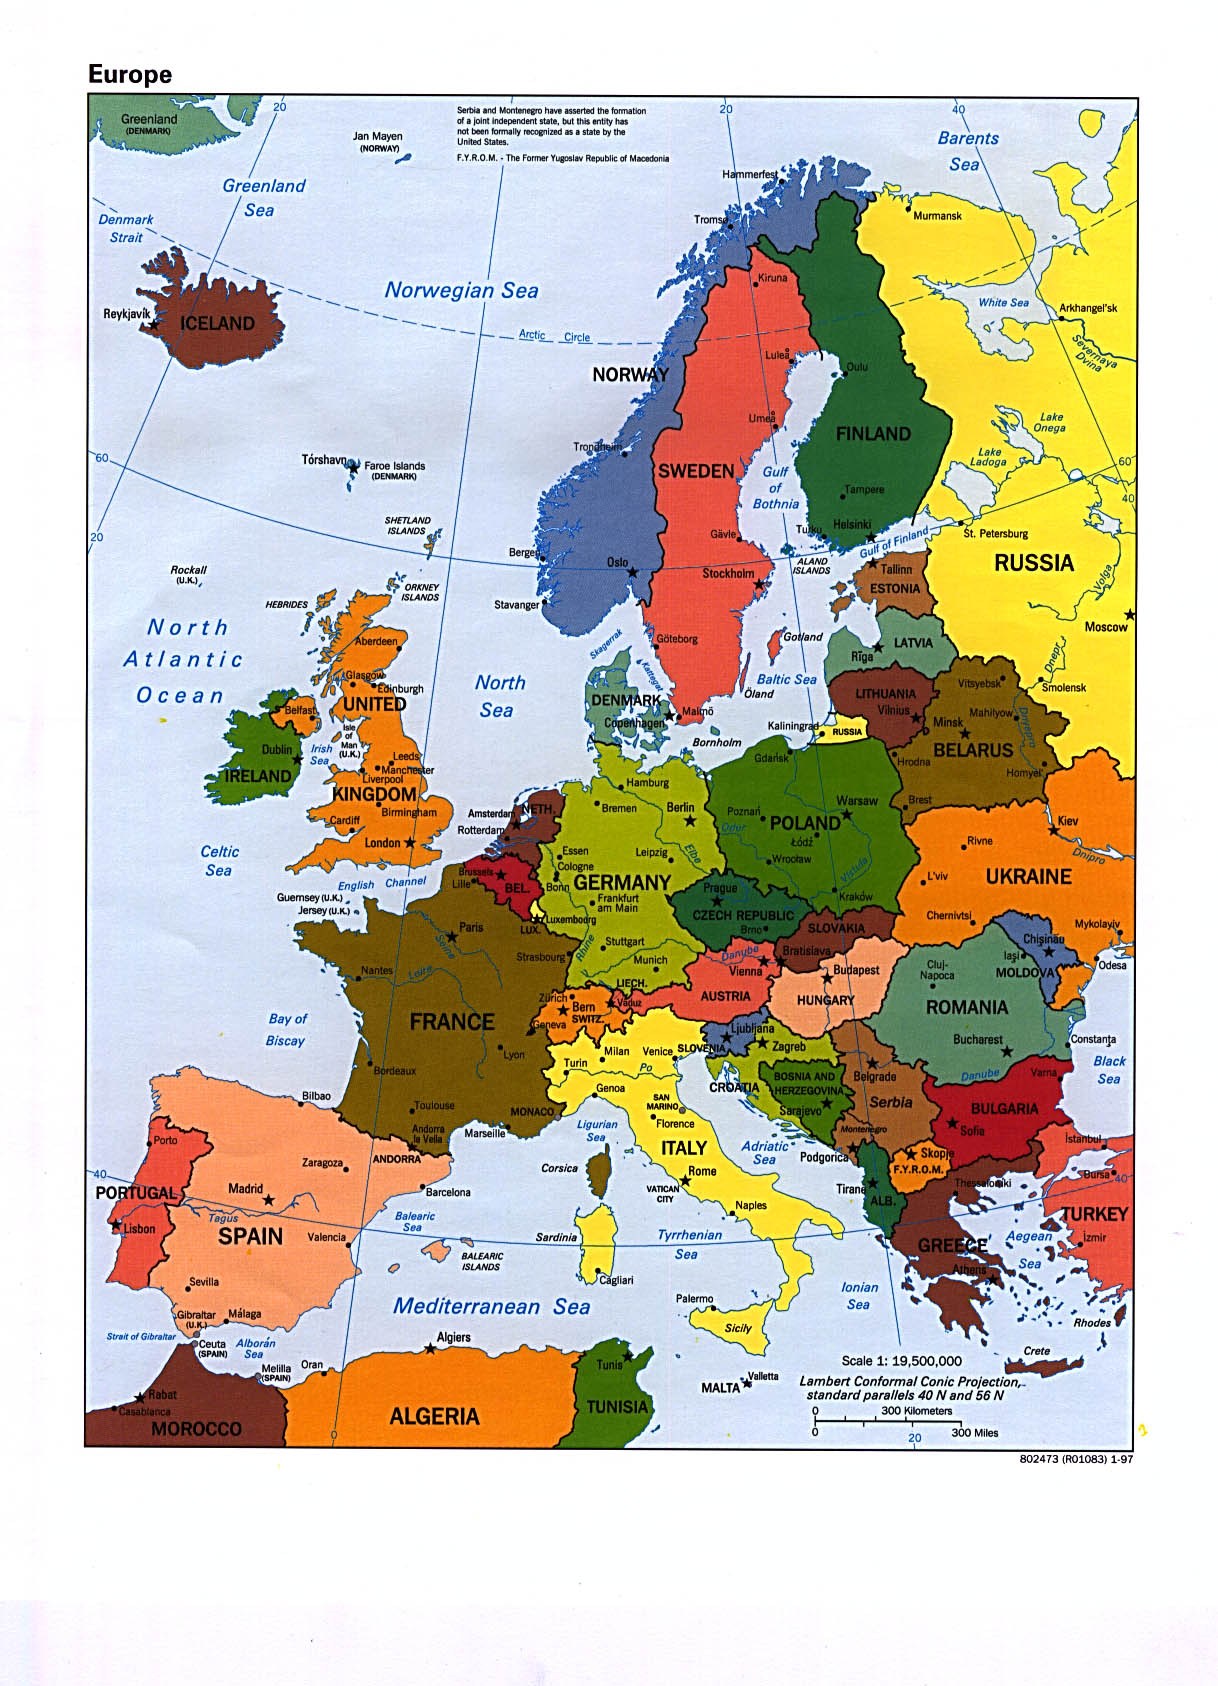 Europe
Greenland
(DENMARK)
20
20
40
Jan Mayen
(NORWAY)
Serbia and Montenegro have asserted the formation
of a joint independent state, but this entity has
not been formally recognized as a state by the
United States.
F.Y.R.O.M. - The Former Yugoslav Republic of Macedonia
Barents
Sea
Greenland
Sea
Denmark
Strait
Hammerfest
Tromsø
Murmansk
Norwegian Sea
Kiruna
White Sea
Arkhangel'sk
Reykjavík
ICELAND
Arctic Circle
Severnaya
Dvina
Luleå
NORWAY
Oulu
Umeå
Lake
Onega
FINLAND
Trondheim
Lake
Ladoga
60
60
Tórshavn
Faroe Islands
(DENMARK)
SWEDEN
Gulf
of
Bothnia
Tampere
40
SHETLAND
ISLANDS
20
Gävle
Turku
Helsinki
St. Petersburg
Gulf of Finland
Bergen
Oslo
ALAND
ISLANDS
RUSSIA
Rockall
(U.K.)
Stockholm
Tallinn
ESTONIA
Volga
ORKNEY
ISLANDS
HEBRIDES
Stavanger
Moscow
North
Atlantic
Ocean
Aberdeen
Skagerrak
Göteborg
Gotland
LATVIA
Rīga
Dnepr
Kattegat
Glasgow
Edinburgh
North
Sea
Baltic Sea
Öland
Vitsyebsk
Smolensk
UNITED
KINGDOM
DENMARK
Copenhagen
Malmö
LITHUANIA
Vilnius
Belfast
Kaliningrad
RUSSIA
Minsk
Mahilyow
Dnepro
Isle
of
Man
(U.K.)
Bornholm
Dublin
Irish
Sea
Leeds
Manchester
Liverpool
Gdańsk
Hrodna
BELARUS
Homyel'
IRELAND
Hamburg
Birmingham
Amsterdam
NETH.
Bremen
Berlin
Poznań
Warsaw
Brest
Cardiff
Rotterdam
POLAND
Oder
Łódź
Kiev
London
Rivne
Celtic
Sea
Essen
Leipzig
Elbe
Wrocław
Dnipro
Cologne
Brussels
Bonn
GERMANY
Vistula
L'viv
UKRAINE
English Channel
Lille
BEL.
Prague
Kraków
Guernsey (U.K.)
Jersey (U.K.)
Frankfurt
am Main
Luxembourg
LUX.
CZECH REPUBLIC
Brno
SLOVAKIA
Chernivtsi
Mykolayiv
Paris
Seine
Rhine
Stuttgart
Chişinău
Strasbourg
Danube
Bratislava
Iaşi
Odesa
Munich
Vienna
Budapest
Cluj-
Napoca
MOLDOVA
Nantes
Loire
LIECH.
Vaduz
Zürich
AUSTRIA
HUNGARY
ROMANIA
Bern
SWITZ.
FRANCE
Geneva
Bay of
Biscay
Ljubljana
SLOVENIA
Zagreb
Bucharest
Constanţa
Lyon
Turin
Milan
Venice
Po
Black
Sea
Bordeaux
CROATIA
BOSNIA AND
HERZEGOVINA
Belgrade
Danube
Varna
Genoa
SAN
MARINO
Sarajevo
Serbia
BULGARIA
Bilbao
Toulouse
MONACO
Florence
Sofia
Porto
Andorra
la Vella
Marseille
Ligurian
Sea
Montenegro
İstanbul
ANDORRA
ITALY
Adriatic
Sea
Podgorica
Skopje
F.Y.R.O.M.
Zaragoza
Corsica
Rome
Bursa
40
40
PORTUGAL
Madrid
Barcelona
VATICAN
CITY
Tirane
ALB.
Thessaloniki
Lisbon
Tagus
Naples
TURKEY
SPAIN
Balearic
Sea
Valencia
Sardinia
Tyrrhenian
Sea
GREECE
Aegean
Sea
İzmir
BALEARIC
ISLANDS
Athens
Sevilla
Cagliari
Ionian
Sea
Mediterranean Sea
Palermo
Gibraltar
(U.K.)
Málaga
Sicily
Rhodes
Strait of Gibraltar
Ceuta
(SPAIN)
Alborán
Sea
Algiers
Crete
Melilla
(SPAIN)
Oran
Tunis
Scale 1: 19,500,000
Valletta
MALTA
Lambert Conformal Conic Projection,
standard parallels 40 N and 56 N
Rabat
Casablanca
MOROCCO
ALGERIA
TUNISIA
0 300 Kilometers
0 300 Miles
0
20
802473 (R01083) 1-97